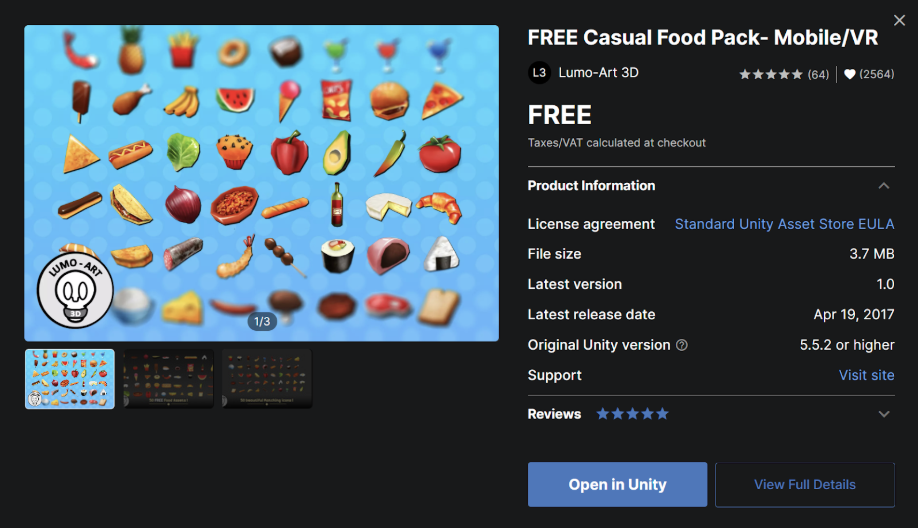 FREE Casual Food Pack- Mobile/VR
L3 Lumo-Art 3D
(64) (2564)
FREE
Taxes/VAT calculated at checkout
Product Information
License agreement Standard Unity Asset Store EULA
File size 3.7 MB
Latest version 1.0
Latest release date Apr 19, 2017
Original Unity version 5.5.2 or higher
Support Visit site
Reviews
Open in Unity View Full Details
LUMO-ART
3D
1/3